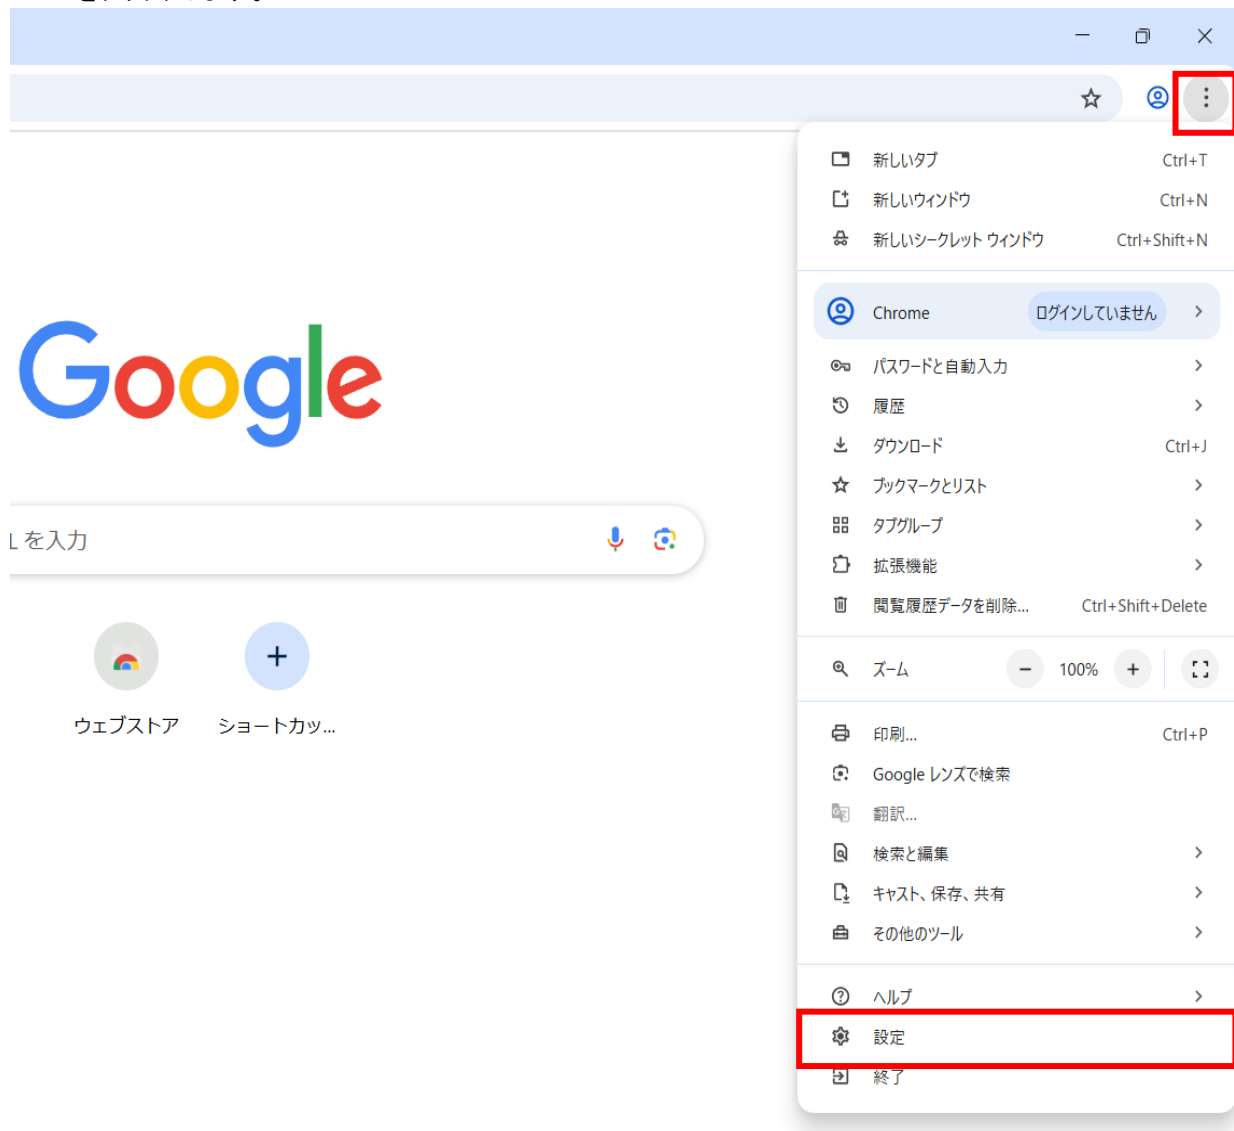 新しいタブ Ctrl+T
新しいウィンドウ Ctrl+N
新しいシークレット ウィンドウ Ctrl+Shift+N
Chrome ログインしていません
パスワードと自動入力
履歴
ダウンロード Ctrl+J
ブックマークとリスト
タブグループ
拡張機能
閲覧履歴データを削除... Ctrl+Shift+Delete
ズーム − 100% +
印刷... Ctrl+P
Google レンズで検索
翻訳...
検索と編集
キャスト、保存、共有
その他のツール
ヘルプ
設定
終了
Google
L を入力
ウェブストア ショートカッ...